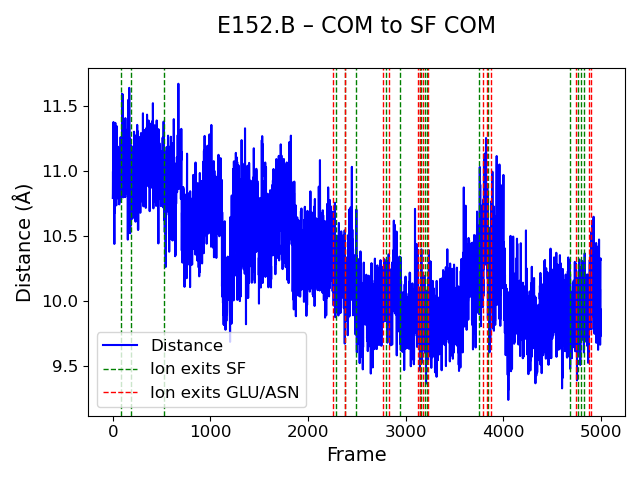 E152.B – COM to SF COM
Distance (Å)
11.5
11.0
10.5
10.0
9.5
Distance
Ion exits SF
Ion exits GLU/ASN
0 1000 2000 3000 4000 5000
Frame